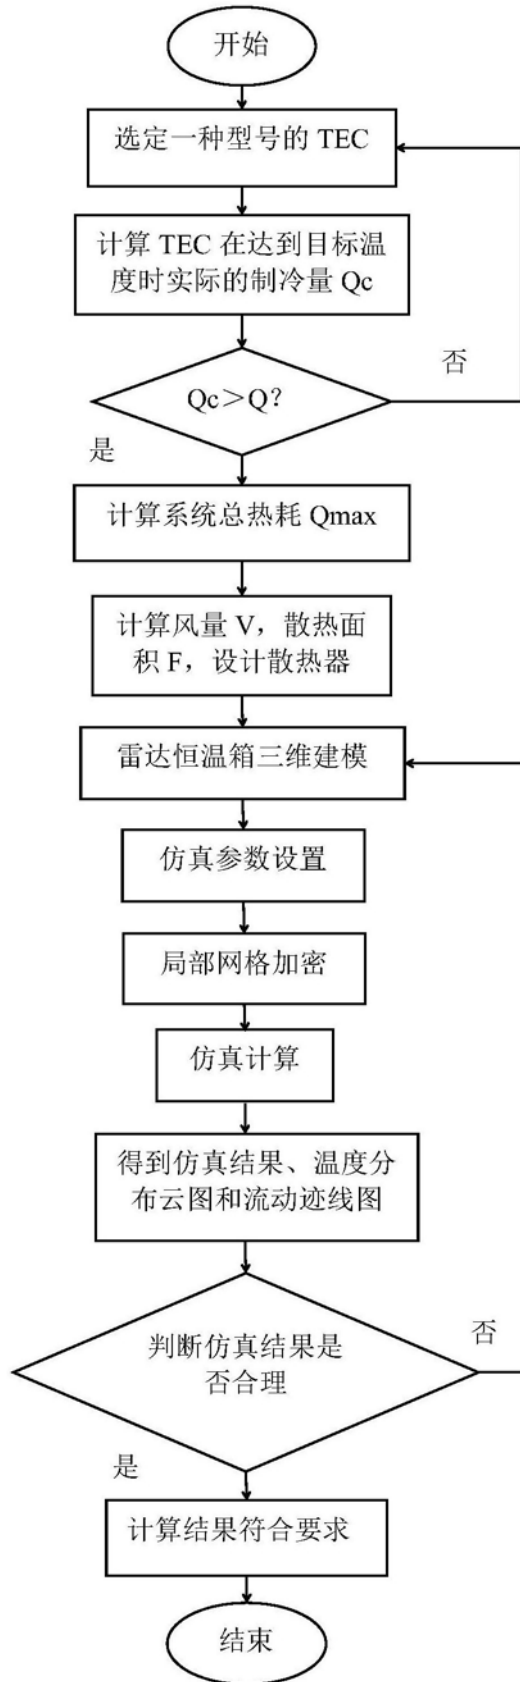 开始
选定一种型号的 TEC
计算 TEC 在达到目标温
度时实际的制冷量 Qc
否
Qc＞Q？
是
计算系统总热耗 Qmax
计算风量 V，散热面
积 F，设计散热器
雷达恒温箱三维建模
仿真参数设置
局部网格加密
仿真计算
得到仿真结果、温度分
布云图和流动迹线图
否
判断仿真结果是
否合理
是
计算结果符合要求
结束